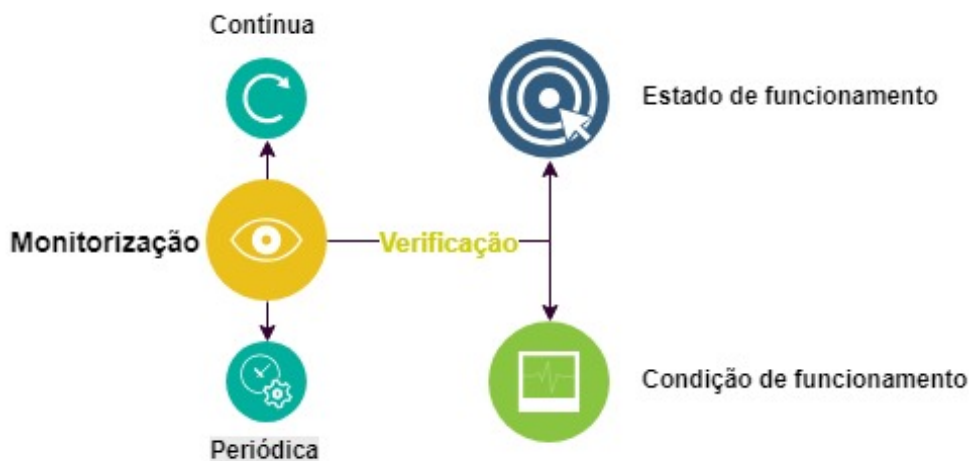 Contínua
Estado de funcionamento
Monitorização
Verificação
Condição de funcionamento
Periódica